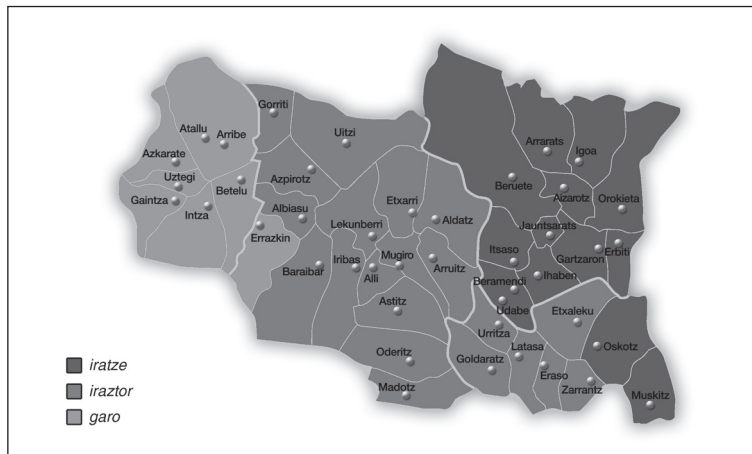 Gorriti
Uitzi
Atallu
Arribe
Azkarate
Uztegi
Gaintza
Betelu
Intza
Azpirotz
Albiasu
Errazkin
Baraibar
Lekunberri
Etxarri
Aldatz
Iribas
Alli
Mugiro
Arruitz
Astitz
Oderitz
Madotz
Arrarats
Igoa
Beruete
Aizarotz
Orokieta
Jauntsarats
Itsaso
Gartzaron
Erbiti
Ihaben
Beramendi
Udabe
Urritza
Etxaleku
Latasa
Oskotz
Goldaratz
Eraso
Zarrantz
Muskitz
iratze
iraztor
garo